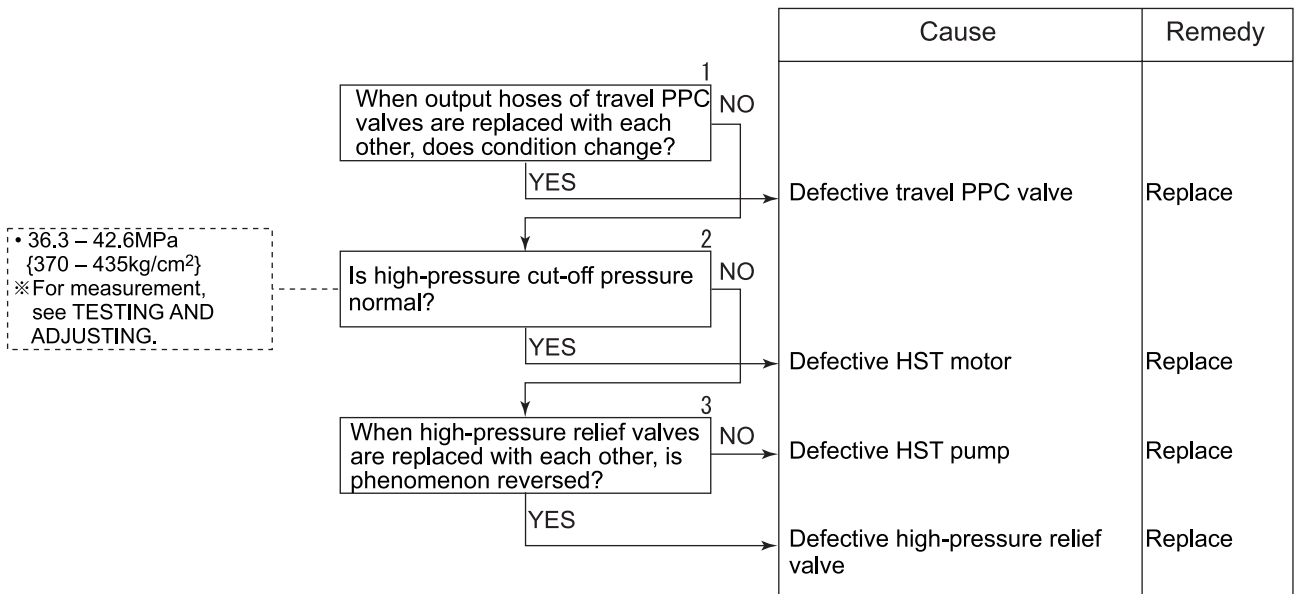 Cause
Remedy
1
When output hoses of travel PPC
valves are replaced with each
other, does condition change?
NO
YES
Defective travel PPC valve
Replace
• 36.3 – 42.6MPa
{370 – 435kg/cm²}
※For measurement,
see TESTING AND
ADJUSTING.
2
Is high-pressure cut-off pressure
normal?
NO
YES
Defective HST motor
Replace
3
When high-pressure relief valves
are replaced with each other, is
phenomenon reversed?
NO
Defective HST pump
Replace
YES
Defective high-pressure relief
valve
Replace